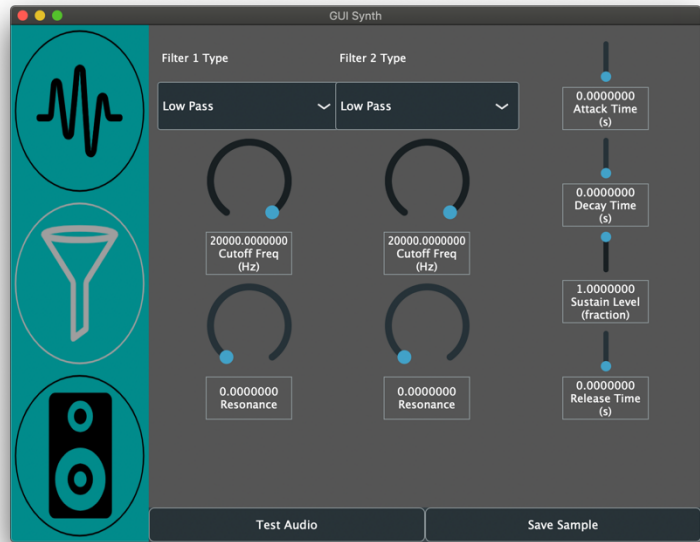 GUI Synth
Filter 1 Type
Filter 2 Type
Low Pass
Low Pass
0.0000000
Attack Time
(s)
20000.0000000
Cutoff Freq
(Hz)
20000.0000000
Cutoff Freq
(Hz)
0.0000000
Decay Time
(s)
1.0000000
Sustain Level
(fraction)
0.0000000
Resonance
0.0000000
Resonance
0.0000000
Release Time
(s)
Test Audio
Save Sample